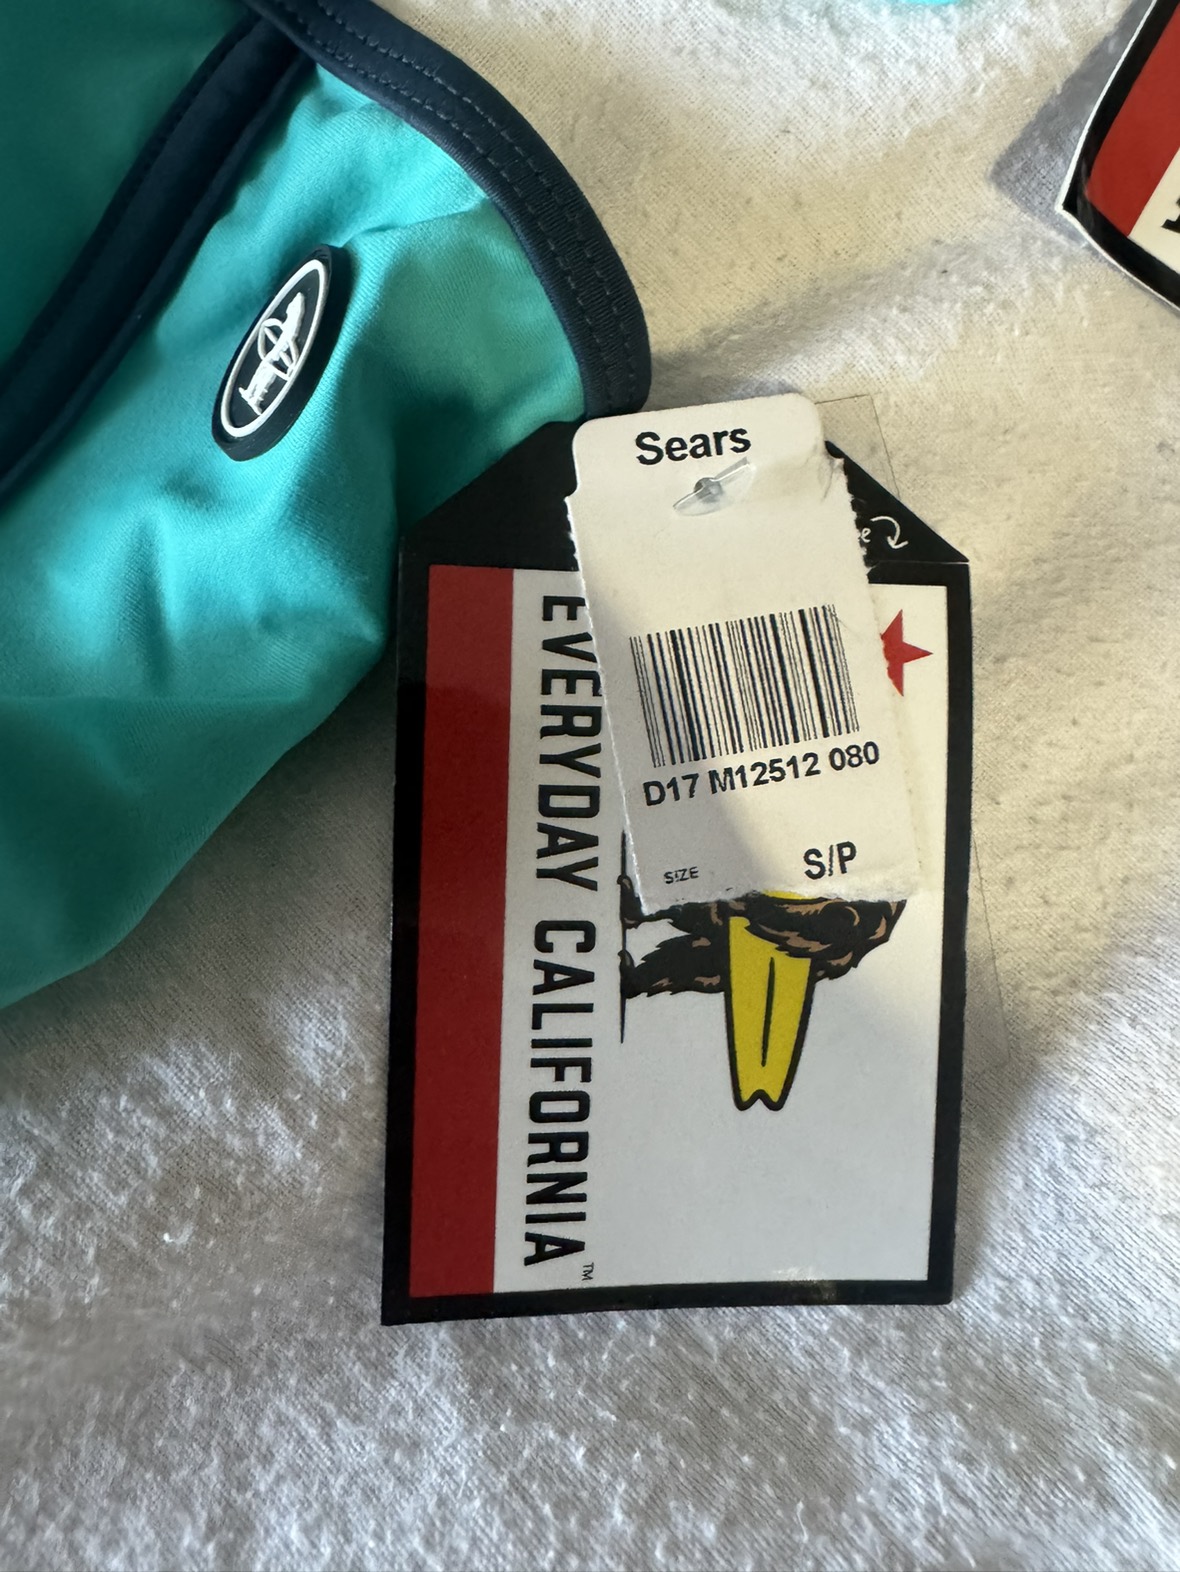 Sears
D17 M12512 080
SIZE
S/P
EVERYDAY CALIFORNIA™